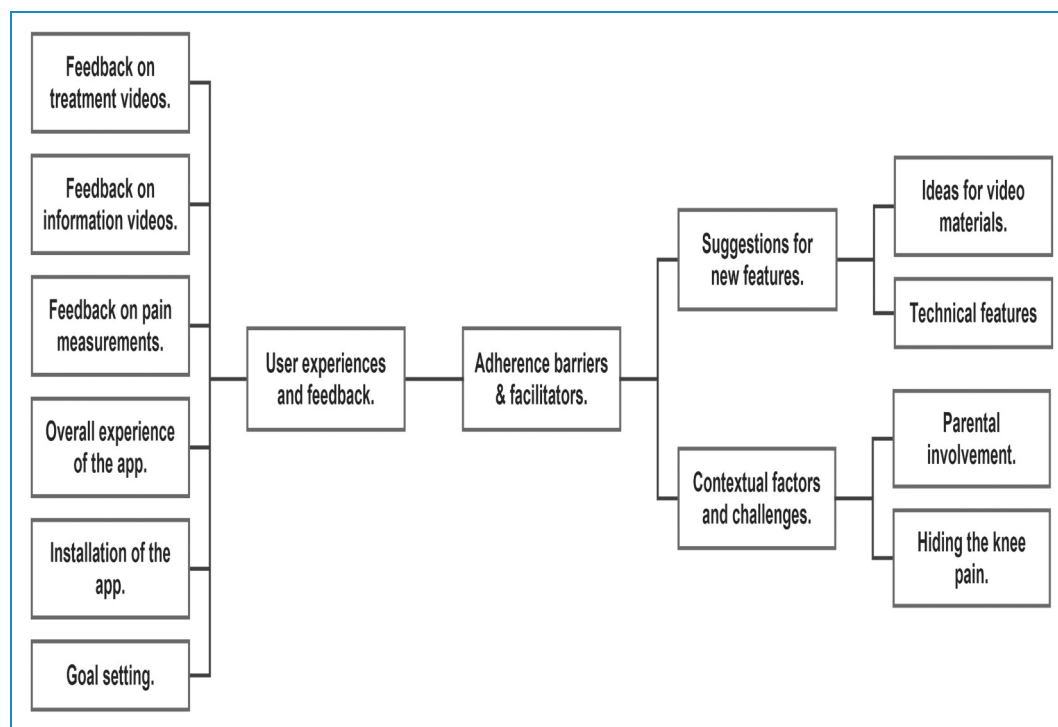 Feedback on
treatment videos.
Feedback on
information videos.
Feedback on pain
measurements.
Overall experience
of the app.
Installation of the
app.
Goal setting.
User experiences
and feedback.
Adherence barriers
& facilitators.
Suggestions for
new features.
Contextual factors
and challenges.
Ideas for video
materials.
Technical features
Parental
involvement.
Hiding the knee
pain.